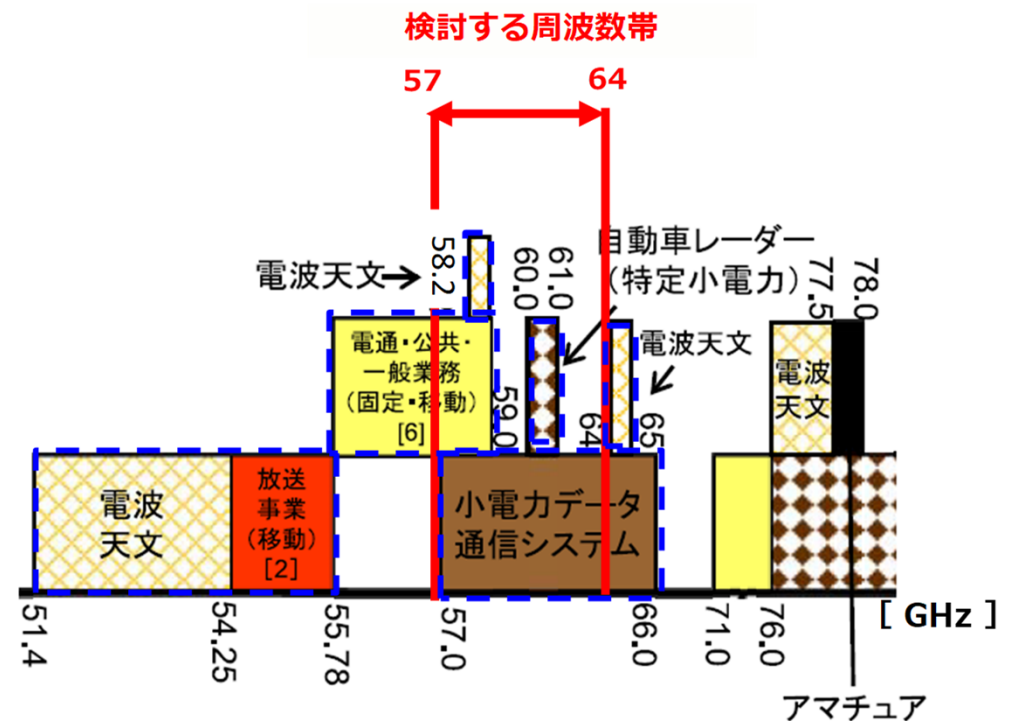 検討する周波数帯
57
64
電波天文
58.2
60.0
61.0
自動車レーダー
(特定小電力)
77.5
78.0
電通・公共・
一般業務
(固定・移動)
[6]
59.0
64
電波天文
65
電波
天文
電波
天文
放送
事業
(移動)
[2]
小電力データ
通信システム
[ GHz ]
51.4
54.25
55.78
57.0
66.0
71.0
76.0
アマチュア